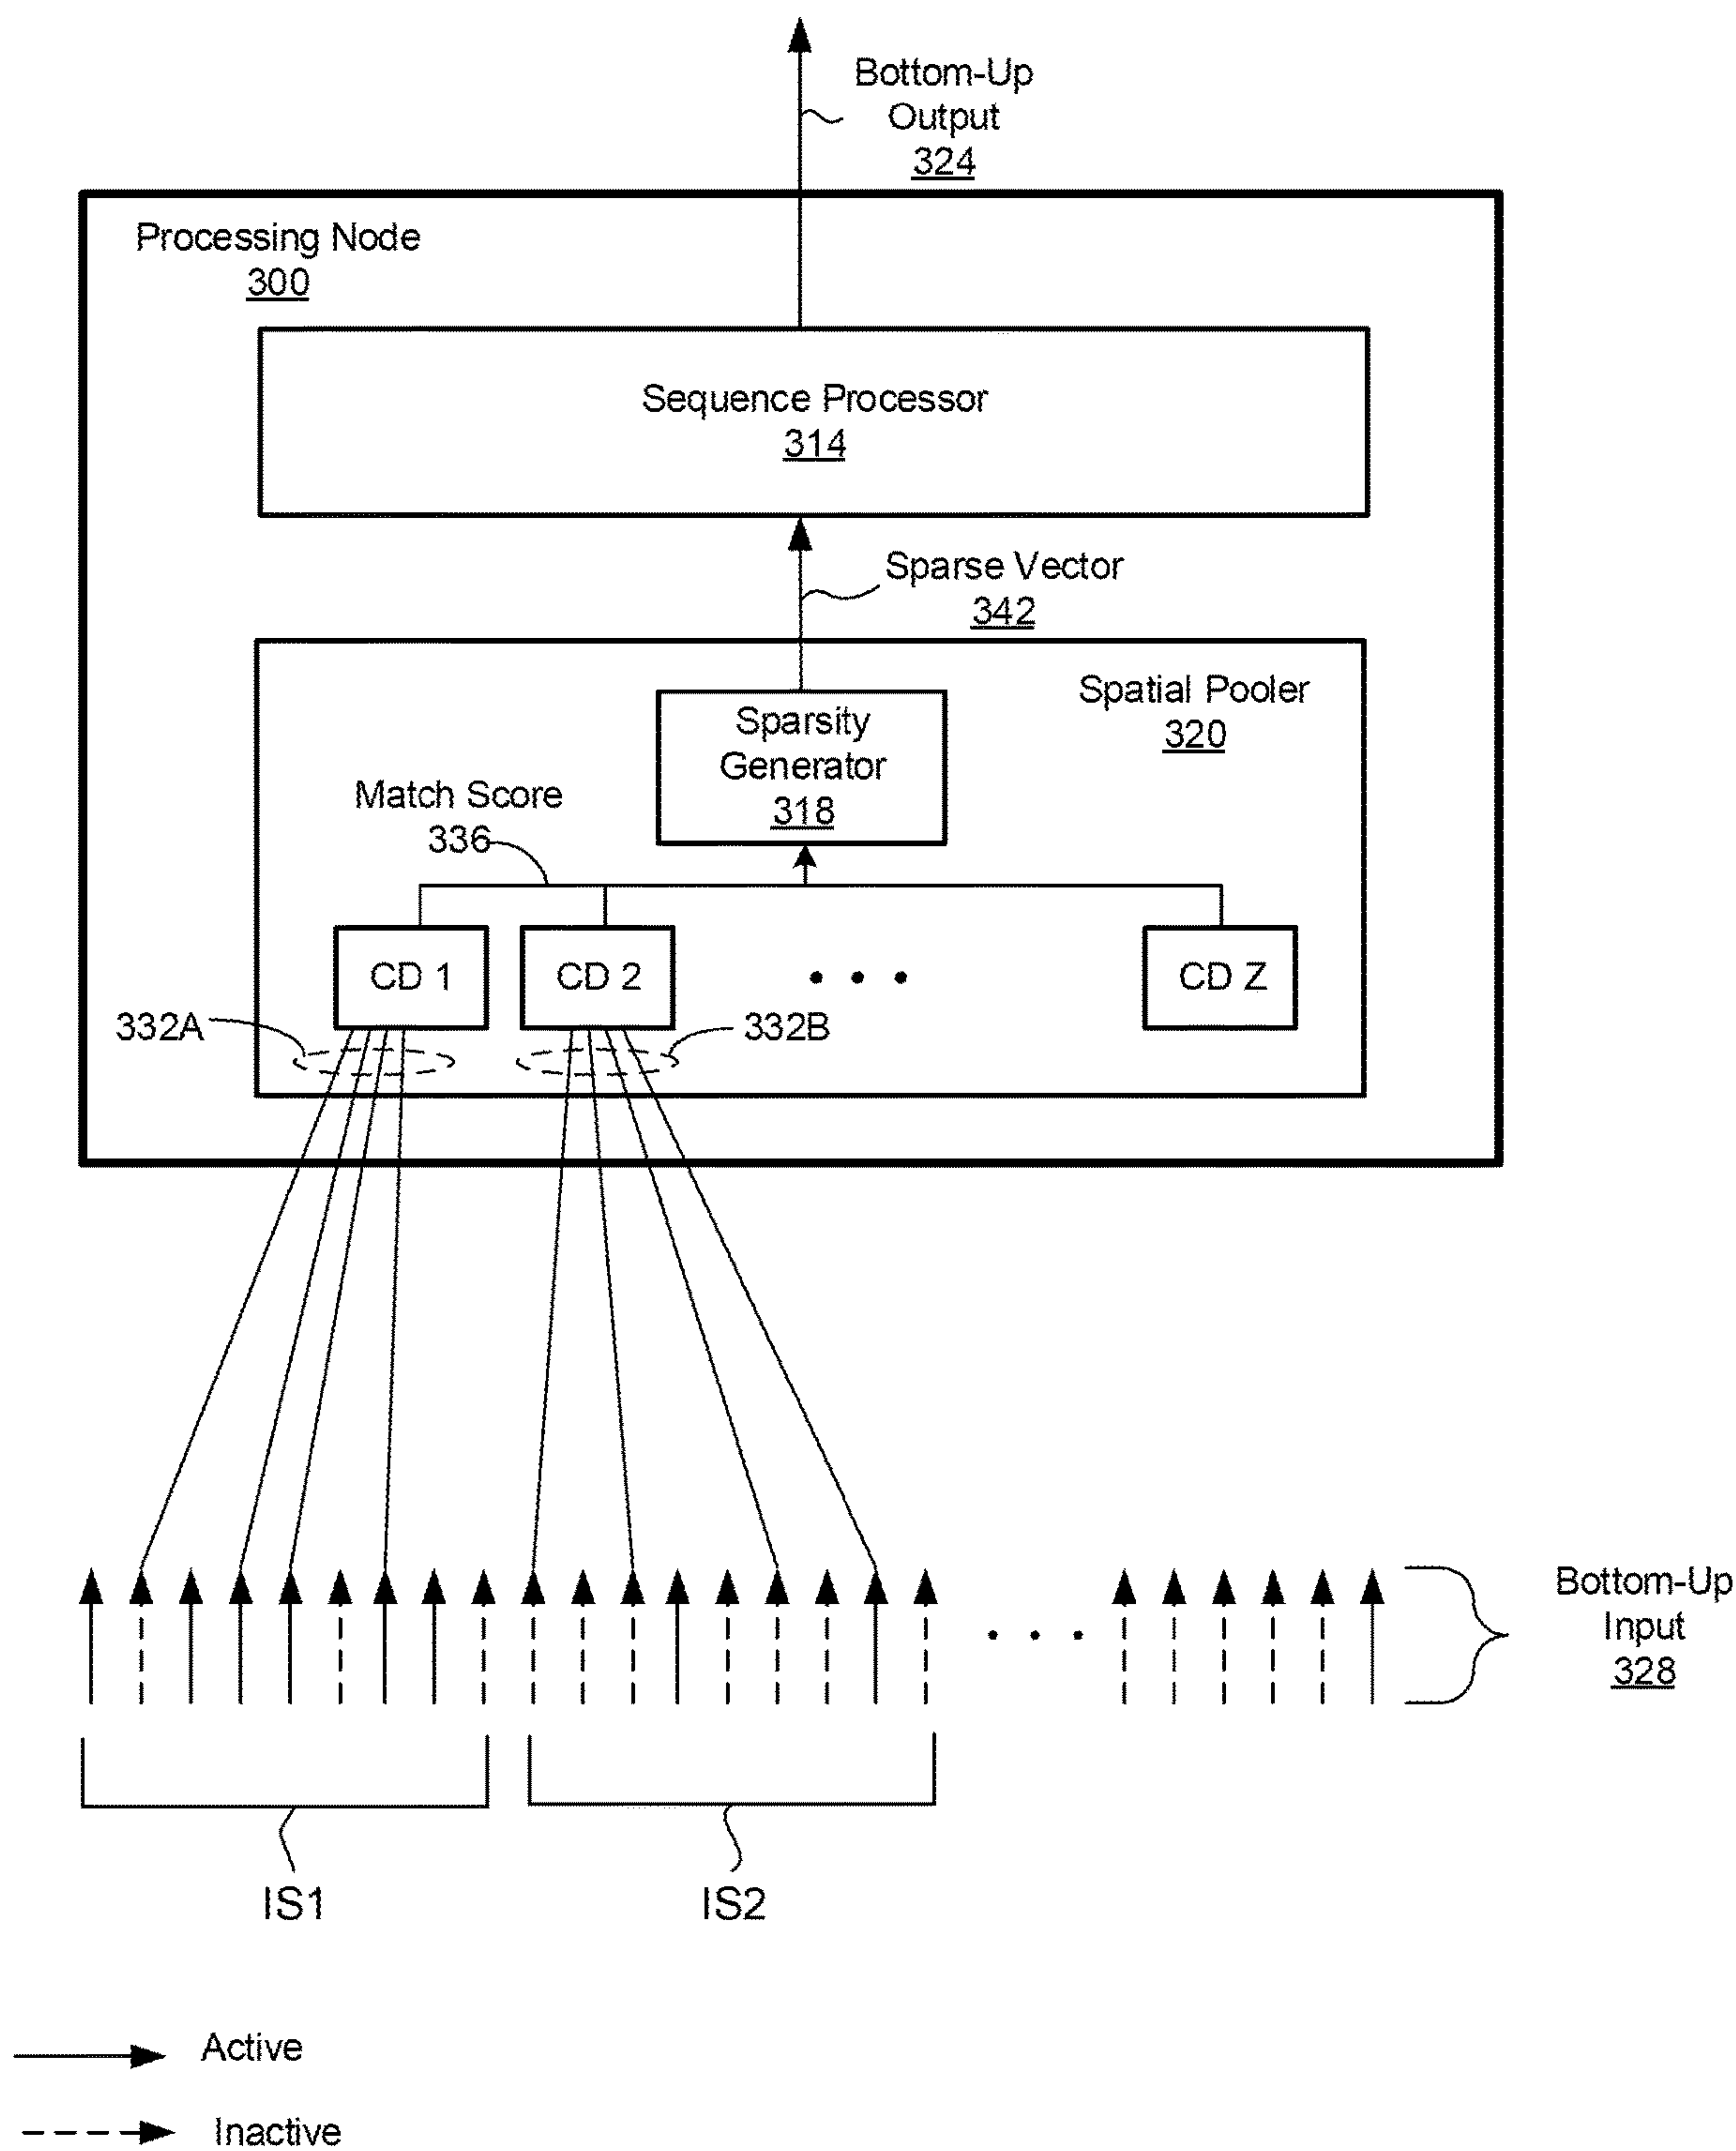 Bottom-Up
Output
324
Processing Node
300
Sequence Processor
314
Sparse Vector
342
Spatial Pooler
320
Sparsity
Generator
318
Match Score
336
CD 1
CD 2
CD Z
332A
332B
Bottom-Up
Input
328
IS1
IS2
Active
Inactive